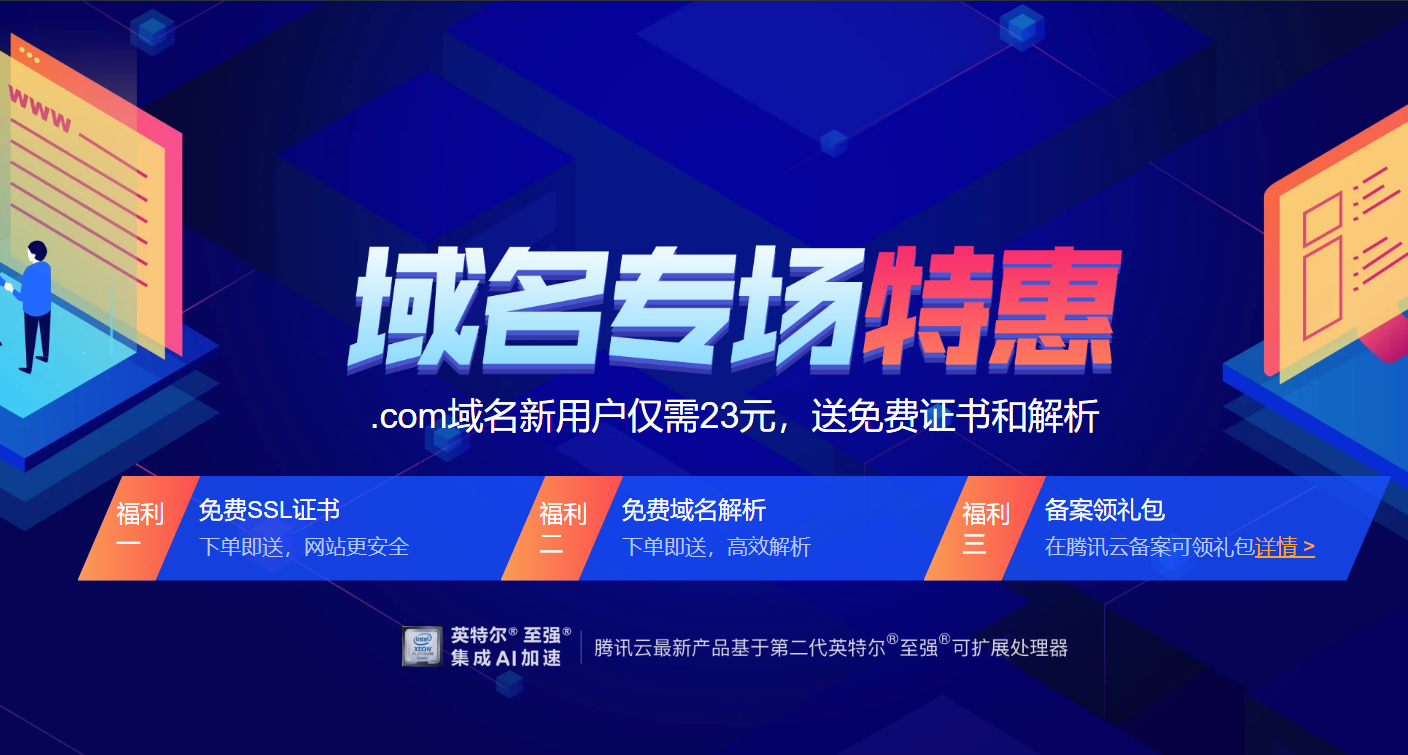 www
域名专场特惠
.com域名新用户仅需23元，送免费证书和解析
福利一
免费SSL证书
下单即送，网站更安全
福利二
免费域名解析
下单即送，高效解析
福利三
备案领礼包
在腾讯云备案可领礼包详情 >
intel
XEON
PLATINUM
英特尔® 至强®
集成AI加速
腾讯云最新产品基于第二代英特尔®至强®可扩展处理器